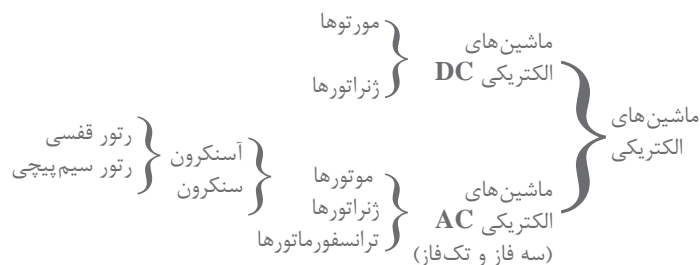 ماشین‌های
الکتریکی
ماشین‌های
الکتریکی DC
مورتوها
ژنراتورها
ماشین‌های
الکتریکی AC
(سه فاز و تک‌فاز)
موتورها
ژنراتورها
ترانسفورماتورها
آسنکرون
سنکرون
رتور قفسی
رتور سیم‌پیچی